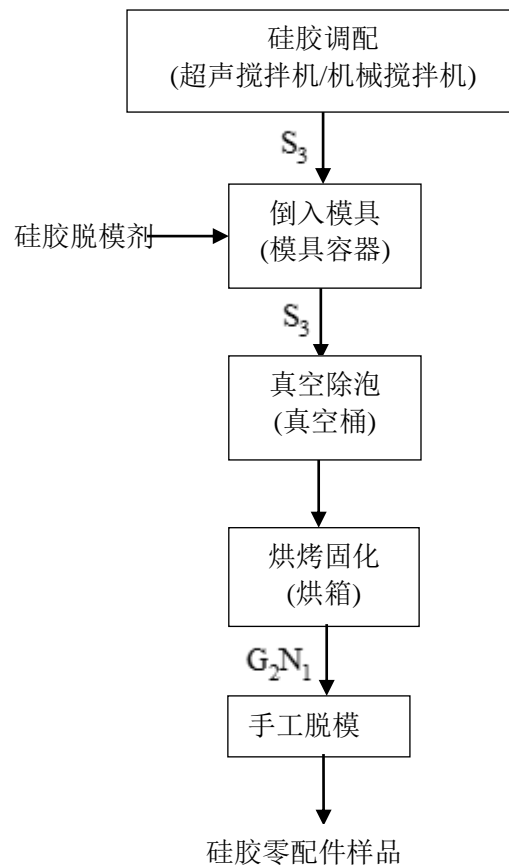 硅胶调配
(超声搅拌机/机械搅拌机)
S₃
倒入模具
(模具容器)
硅胶脱模剂
S₃
真空除泡
(真空桶)
烘烤固化
(烘箱)
G₂N₁
手工脱模
硅胶零配件样品